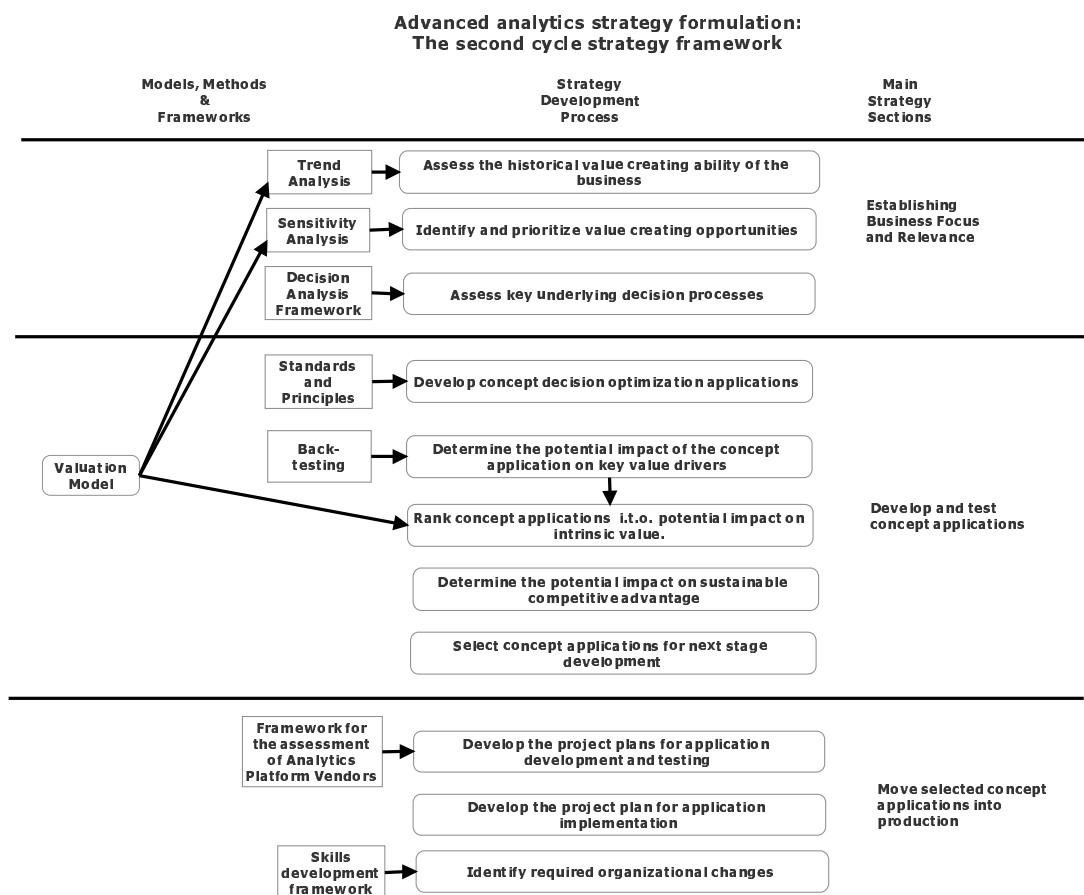 Advanced analytics strategy formulation:
The second cycle strategy framework
Models, Methods
&
Frameworks
Strategy
Development
Process
Main
Strategy
Sections
Trend
Analysis
Assess the historical value creating ability of the
business
Sensitivity
Analysis
Identify and prioritize value creating opportunities
Decision
Analysis
Framework
Assess key underlying decision processes
Establishing
Business Focus
and Relevance
Standards
and
Principles
Develop concept decision optimization applications
Back-
testing
Determine the potential impact of the concept
application on key value drivers
Valuation
Model
Rank concept applications i.t.o. potential impact on
intrinsic value.
Determine the potential impact on sustainable
competitive advantage
Select concept applications for next stage
development
Develop and test
concept applications
Framework for
the assessment
of Analytics
Platform Vendors
Develop the project plans for application
development and testing
Develop the project plan for application
implementation
Skills
development
framework
Identify required organizational changes
Move selected concept
applications into
production